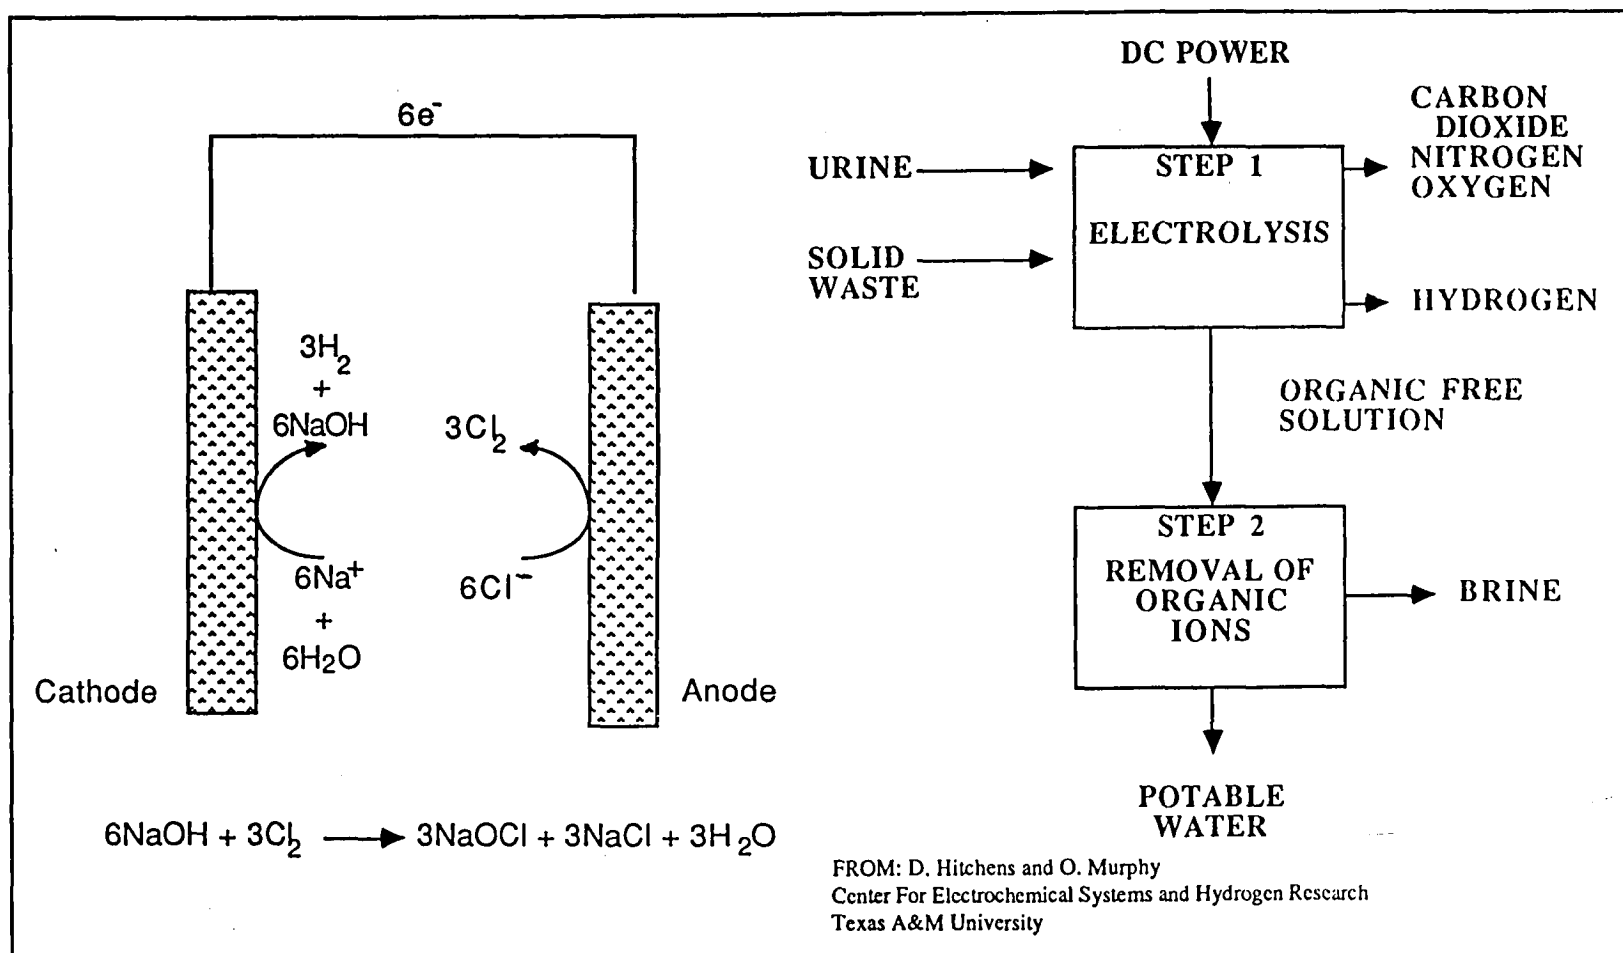 6e⁻
3H₂
+
6NaOH
3Cl₂
6Na⁺
+
6H₂O
6Cl⁻
Cathode
Anode
6NaOH + 3Cl₂ → 3NaOCl + 3NaCl + 3H₂O
DC POWER
URINE
SOLID
WASTE
STEP 1
ELECTROLYSIS
CARBON
DIOXIDE
NITROGEN
OXYGEN
HYDROGEN
ORGANIC FREE
SOLUTION
STEP 2
REMOVAL OF
ORGANIC
IONS
BRINE
POTABLE
WATER
FROM: D. Hitchens and O. Murphy
Center For Electrochemical Systems and Hydrogen Research
Texas A&M University